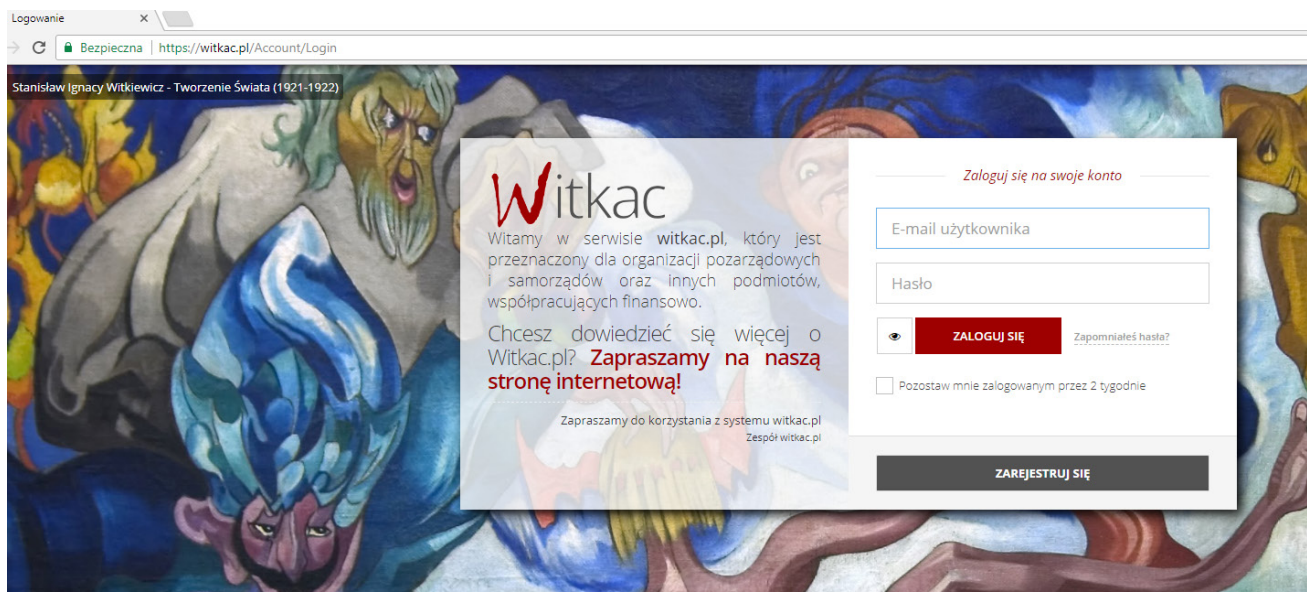 Logowanie
Bezpieczna
https://witkac.pl/Account/Login
Stanisław Ignacy Witkiewicz - Tworzenie Świata (1921-1922)
Witkac
Witamy w serwisie witkac.pl, który jest
przeznaczony dla organizacji pozarządowych
i samorządów oraz innych podmiotów,
współpracujących finansowo.
Chcesz dowiedzieć się więcej o
Witkac.pl? Zapraszamy na naszą
stronę internetową!
Zapraszamy do korzystania z systemu witkac.pl
Zespół witkac.pl
Zaloguj się na swoje konto
E-mail użytkownika
Hasło
ZALOGUJ SIĘ
Zapomniałeś hasła?
Pozostaw mnie zalogowanym przez 2 tygodnie
ZAREJESTRUJ SIĘ